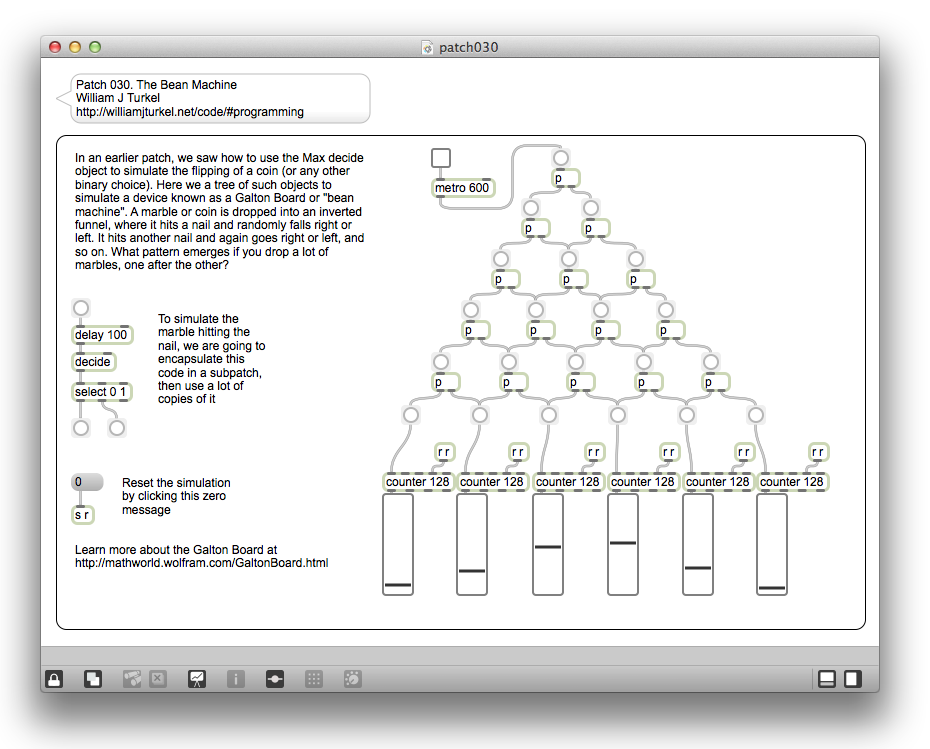 patch030
Patch 030. The Bean Machine
William J Turkel
http://williamjturkel.net/code/#programming
In an earlier patch, we saw how to use the Max decide
object to simulate the flipping of a coin (or any other
binary choice). Here we a tree of such objects to
simulate a device known as a Galton Board or "bean
machine". A marble or coin is dropped into an inverted
funnel, where it hits a nail and randomly falls right or
left. It hits another nail and again goes right or left, and
so on. What pattern emerges if you drop a lot of
marbles, one after the other?
metro 600
p
p p
p p p
p p p p
p p p p p
delay 100
decide
select 0 1
To simulate the
marble hitting the
nail, we are going to
encapsulate this
code in a subpatch,
then use a lot of
copies of it
r r r r r r r r r r r r
counter 128 counter 128 counter 128 counter 128 counter 128 counter 128
0
s r
Reset the simulation
by clicking this zero
message
Learn more about the Galton Board at
http://mathworld.wolfram.com/GaltonBoard.html